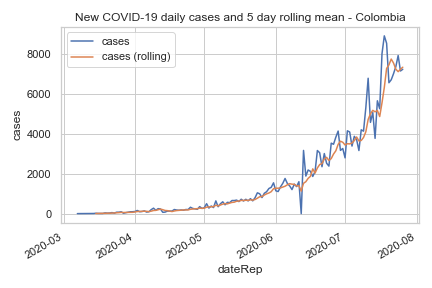 New COVID-19 daily cases and 5 day rolling mean - Colombia
cases
cases (rolling)
8000
6000
4000
2000
0
cases
2020-03
2020-04
2020-05
2020-06
2020-07
2020-08
dateRep